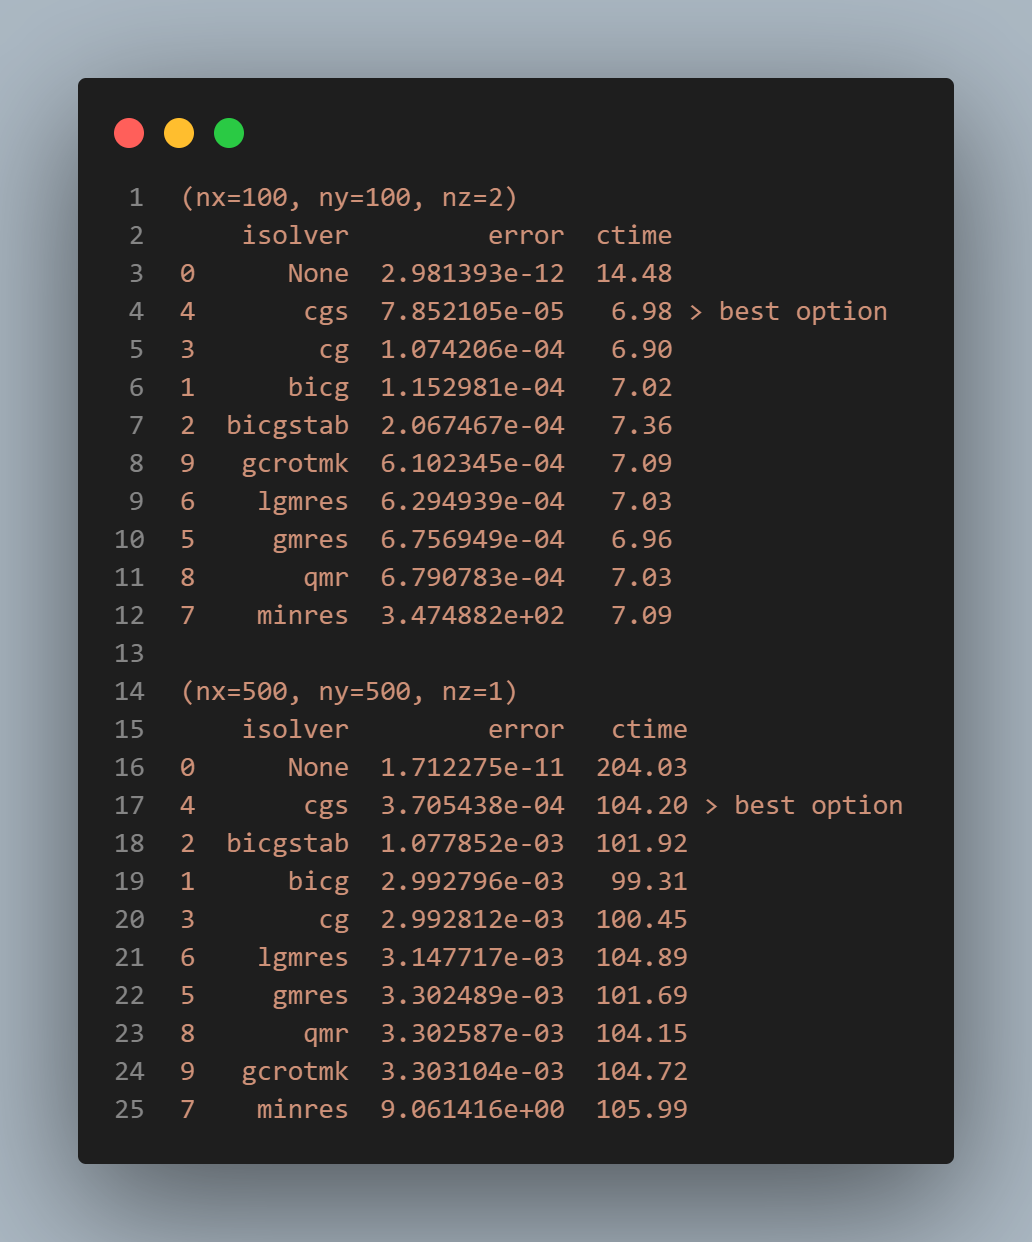 1 (nx=100, ny=100, nz=2)
2 isolver error ctime
3 0 None 2.981393e-12 14.48
4 4 cgs 7.852105e-05 6.98 > best option
5 3 cg 1.074206e-04 6.90
6 1 bicg 1.152981e-04 7.02
7 2 bicgstab 2.067467e-04 7.36
8 9 gcrotmk 6.102345e-04 7.09
9 6 lgmres 6.294939e-04 7.03
10 5 gmres 6.756949e-04 6.96
11 8 qmr 6.790783e-04 7.03
12 7 minres 3.474882e+02 7.09
13
14 (nx=500, ny=500, nz=1)
15 isolver error ctime
16 0 None 1.712275e-11 204.03
17 4 cgs 3.705438e-04 104.20 > best option
18 2 bicgstab 1.077852e-03 101.92
19 1 bicg 2.992796e-03 99.31
20 3 cg 2.992812e-03 100.45
21 6 lgmres 3.147717e-03 104.89
22 5 gmres 3.302489e-03 101.69
23 8 qmr 3.302587e-03 104.15
24 9 gcrotmk 3.303104e-03 104.72
25 7 minres 9.061416e+00 105.99